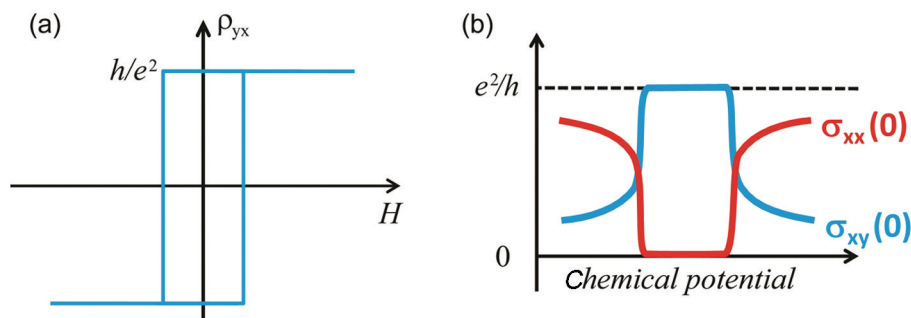 (a)
ρyx
h/e²
H
(b)
e²/h
σxx(0)
σxy(0)
0
Chemical potential